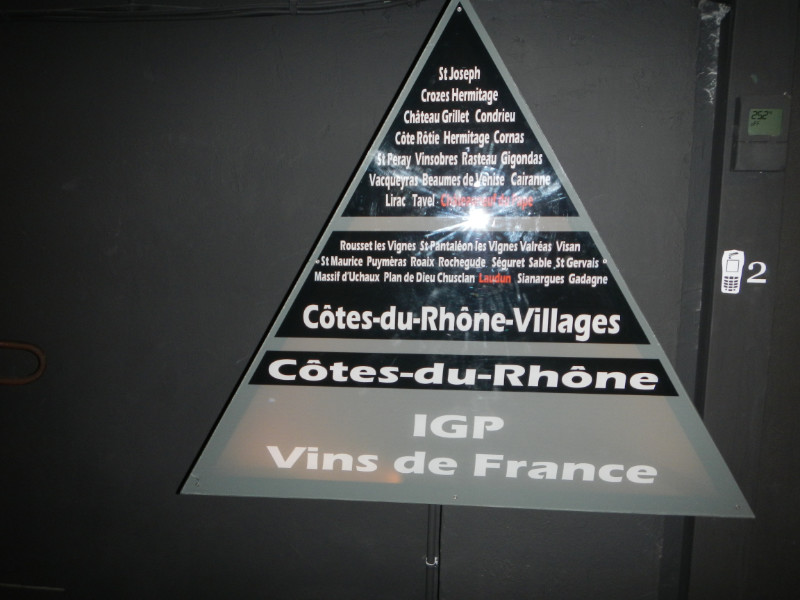 St Joseph
Crozes Hermitage
Château Grillet Condrieu
Côte Rôtie Hermitage Cornas
St Peray Vinsobres Rasteau Gigondas
Vacqueyras Beaumes de Venise Cairanne
Lirac Tavel
Rousset les Vignes St Pantaléon les Vignes Valréas Visan
St Maurice Puyméras Roaix Rochegude Séguret Sable St Gervais
Massif d'Uchaux Plan de Dieu Chusclan Laudun Sianargues Gadagne
Côtes-du-Rhône-Villages
Côtes-du-Rhône
IGP
Vins de France
2